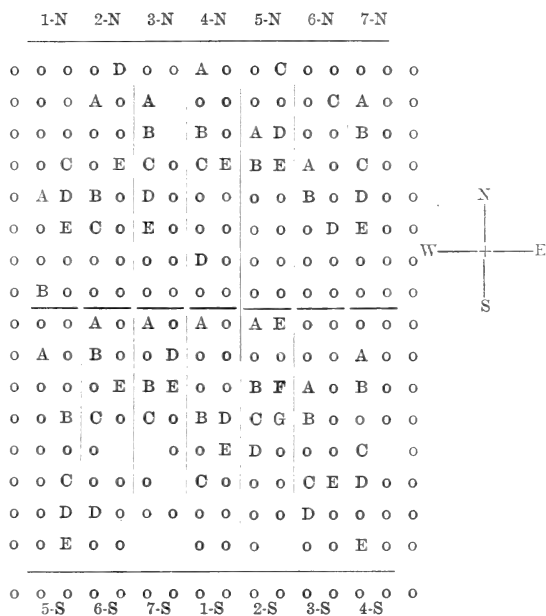 1-N 2-N 3-N 4-N 5-N 6-N 7-N
o o o o D o o A o o C o o o o o
o o o A o A o o o o o C A o
o o o o o B B o A D o o B o o
o o C o E C o C E B E A o C o o
o A D B o D o o o o o B o D o o
o o E C o E o o o o o o D E o o
o o o o o o o D o o o o o o o o
o B o o o o o o o o o o o o o o
o o o A o A o A o A E o o o o o
o A o B o o D o o o o o o A o o
o o o o E B E o o B F A o B o o
o o B C o C o B D C G B o o o o
o o o o o o E D o o o C o
o o C o o o C o o o C E D o o
o o D D o o o o o o o D o o o o
o o E o o o o o o o o E o o
o o o o o o o o o o o o o o o o
5-S 6-S 7-S 1-S 2-S 3-S 4-S
N
W E
S